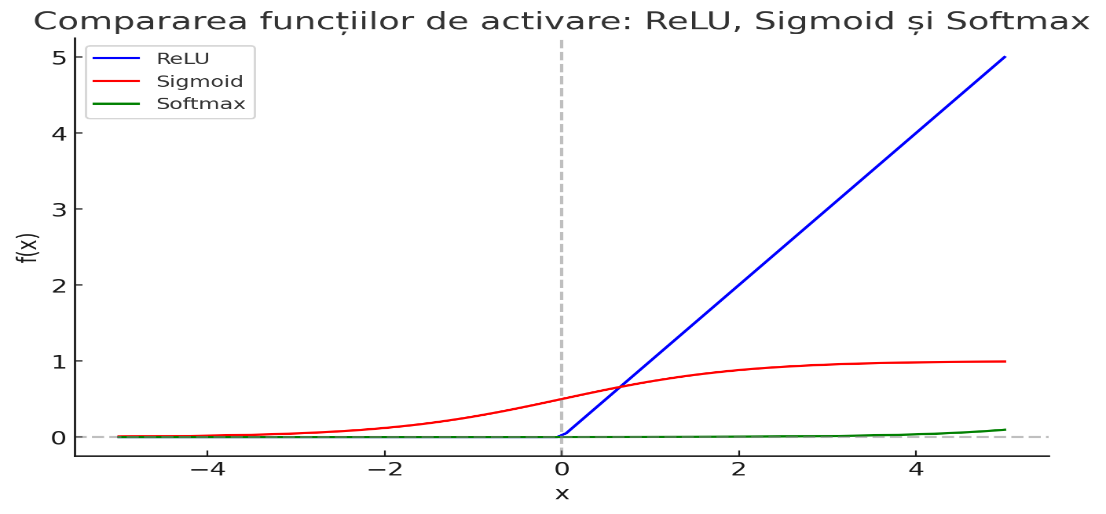 Compararea funcțiilor de activare: ReLU, Sigmoid și Softmax
ReLU
Sigmoid
Softmax
f(x)
5
4
3
2
1
0
−4
−2
0
2
4
x